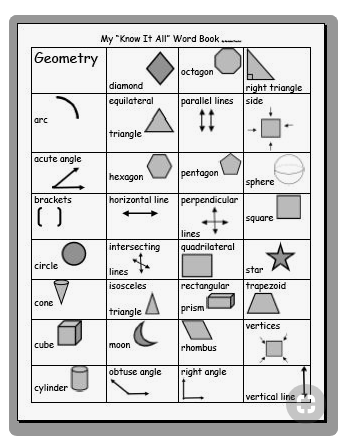 My "Know It All" Word Book
Geometry
diamond
octagon
right triangle
arc
equilateral
triangle
parallel lines
side
acute angle
hexagon
pentagon
sphere
brackets
horizontal line
perpendicular
lines
square
circle
intersecting
lines
quadrilateral
star
cone
isosceles
triangle
rectangular
prism
trapezoid
cube
moon
rhombus
vertices
cylinder
obtuse angle
right angle
vertical line